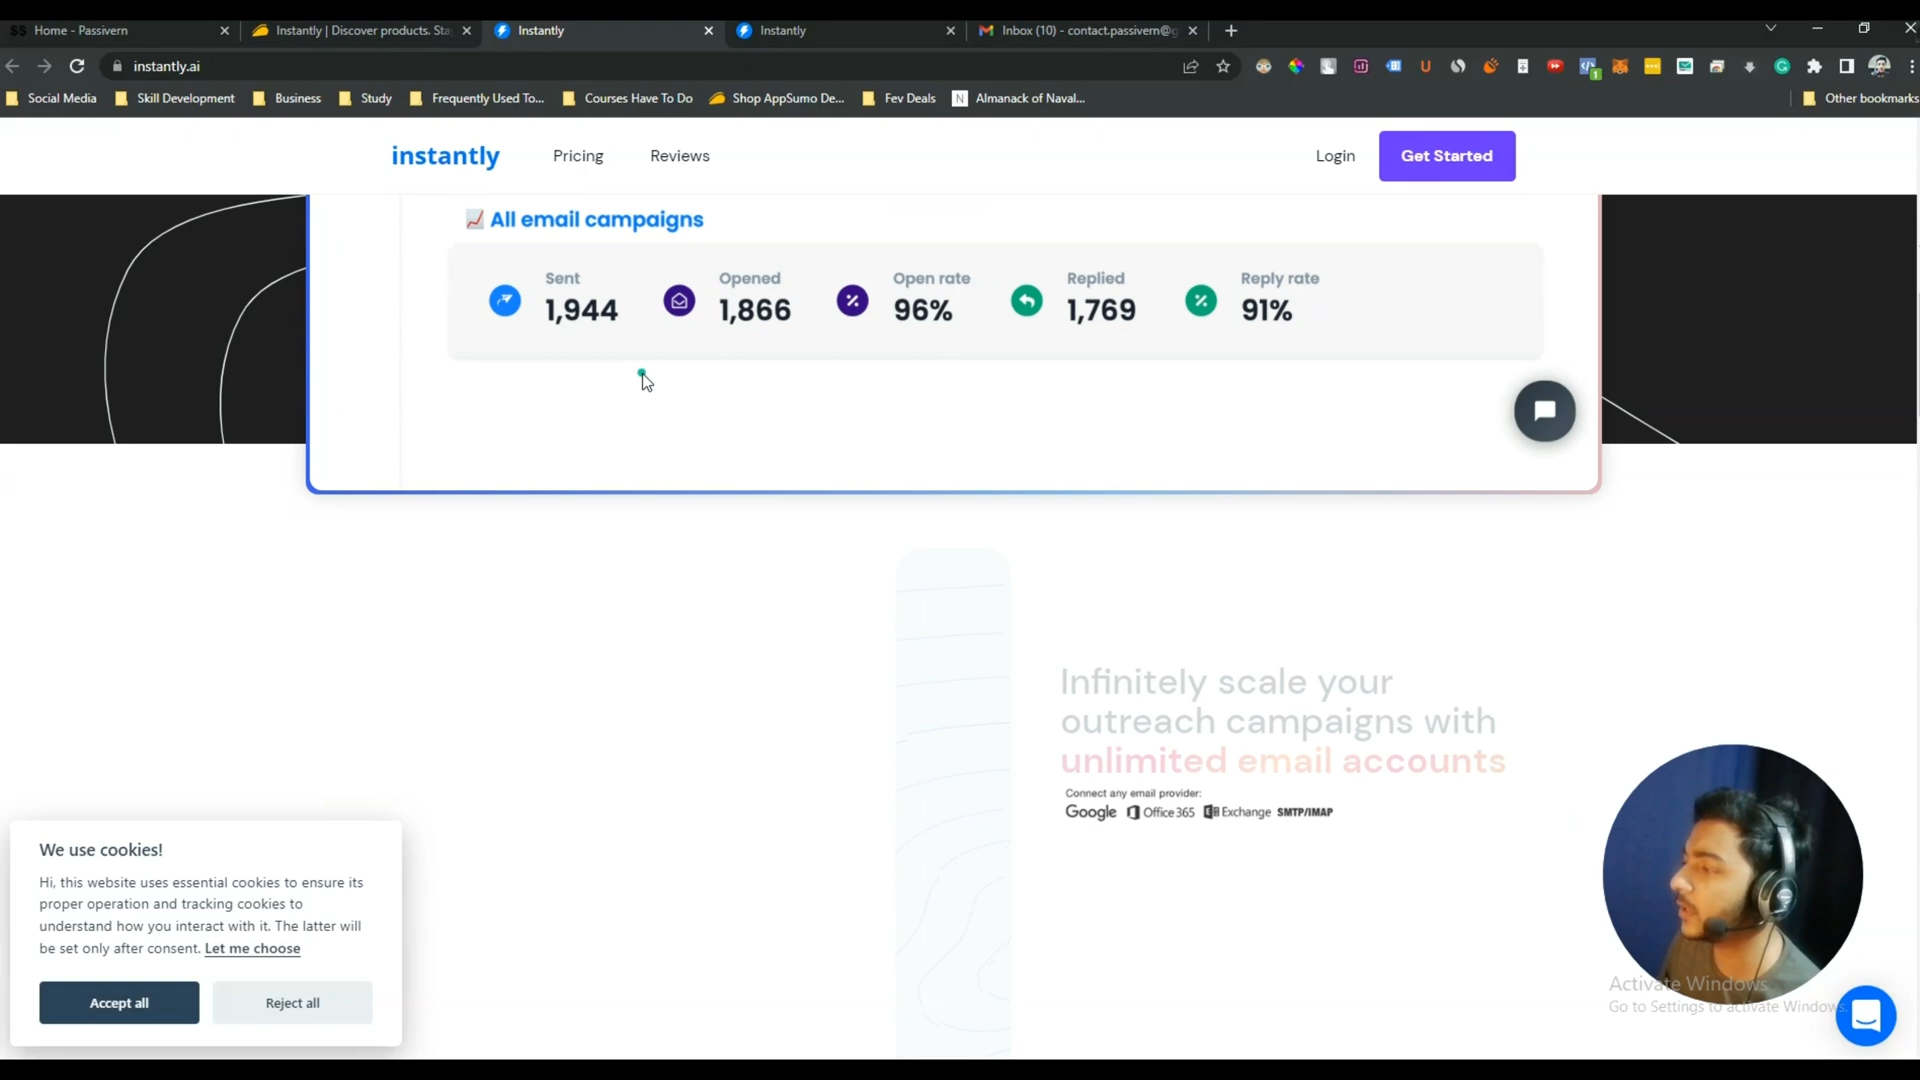 Home - Passivern
Instantly | Discover products. Sta
Instantly
Instantly
Inbox (10) - contact.passivern@g
instantly.ai
Social Media
Skill Development
Business
Study
Frequently Used To...
Courses Have To Do
Shop AppSumo De...
Fev Deals
Almanack of Naval...
Other bookmarks
instantly
Pricing
Reviews
Login
Get Started
All email campaigns
Sent
1,944
Opened
1,866
Open rate
96%
Replied
1,769
Reply rate
91%
Infinitely scale your
outreach campaigns with
unlimited email accounts
Connect any email provider:
Google Office 365 Exchange SMTP/IMAP
We use cookies!
Hi, this website uses essential cookies to ensure its
proper operation and tracking cookies to
understand how you interact with it. The latter will
be set only after consent. Let me choose
Accept all
Reject all
Activate Windows
Go to Settings to activate Windows.